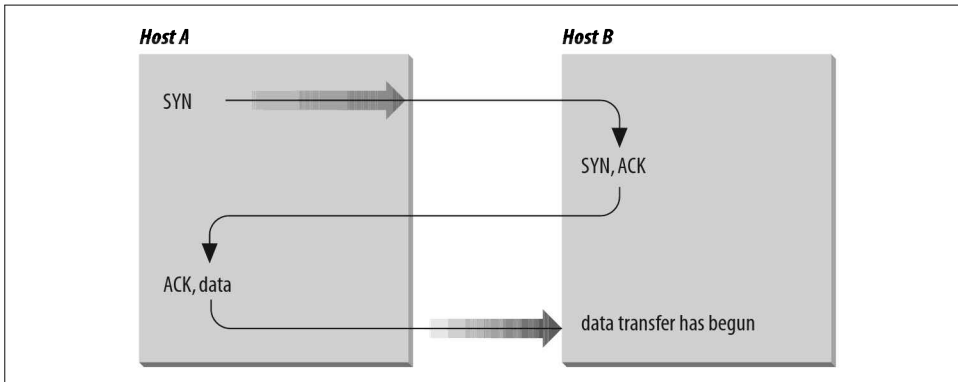 Host A
Host B
SYN
SYN, ACK
ACK, data
data transfer has begun